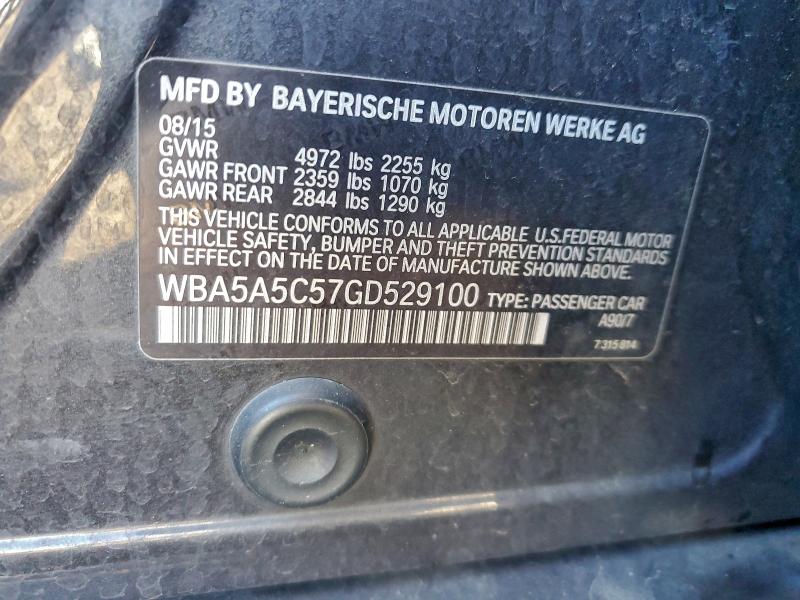 MFD BY BAYERISCHE MOTOREN WERKE AG
08/15
GVWR 4972 lbs 2255 kg
GAWR FRONT 2359 lbs 1070 kg
GAWR REAR 2844 lbs 1290 kg
THIS VEHICLE CONFORMS TO ALL APPLICABLE U.S.FEDERAL MOTOR
VEHICLE SAFETY, BUMPER AND THEFT PREVENTION STANDARDS
IN EFFECT ON THE DATE OF MANUFACTURE SHOWN ABOVE.
WBA5A5C57GD529100 TYPE: PASSENGER CAR
A90/7
7 315 814